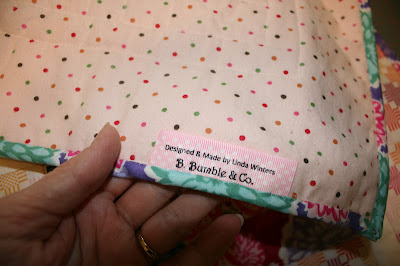 Designed & Made by Linda Winters
B. Bumble & Co.